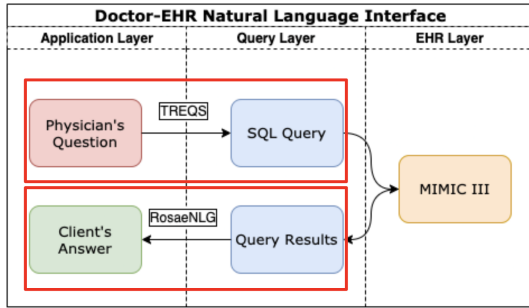 Doctor-EHR Natural Language Interface
Application Layer
Query Layer
EHR Layer
TREQS
Physician's
Question
SQL Query
MIMIC III
RosaeNLG
Client's
Answer
Query Results